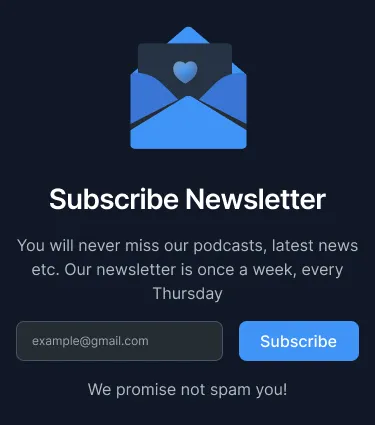 Subscribe Newsletter
You will never miss our podcasts, latest news
etc. Our newsletter is once a week, every
Thursday
example@gmail.com
Subscribe
We promise not spam you!